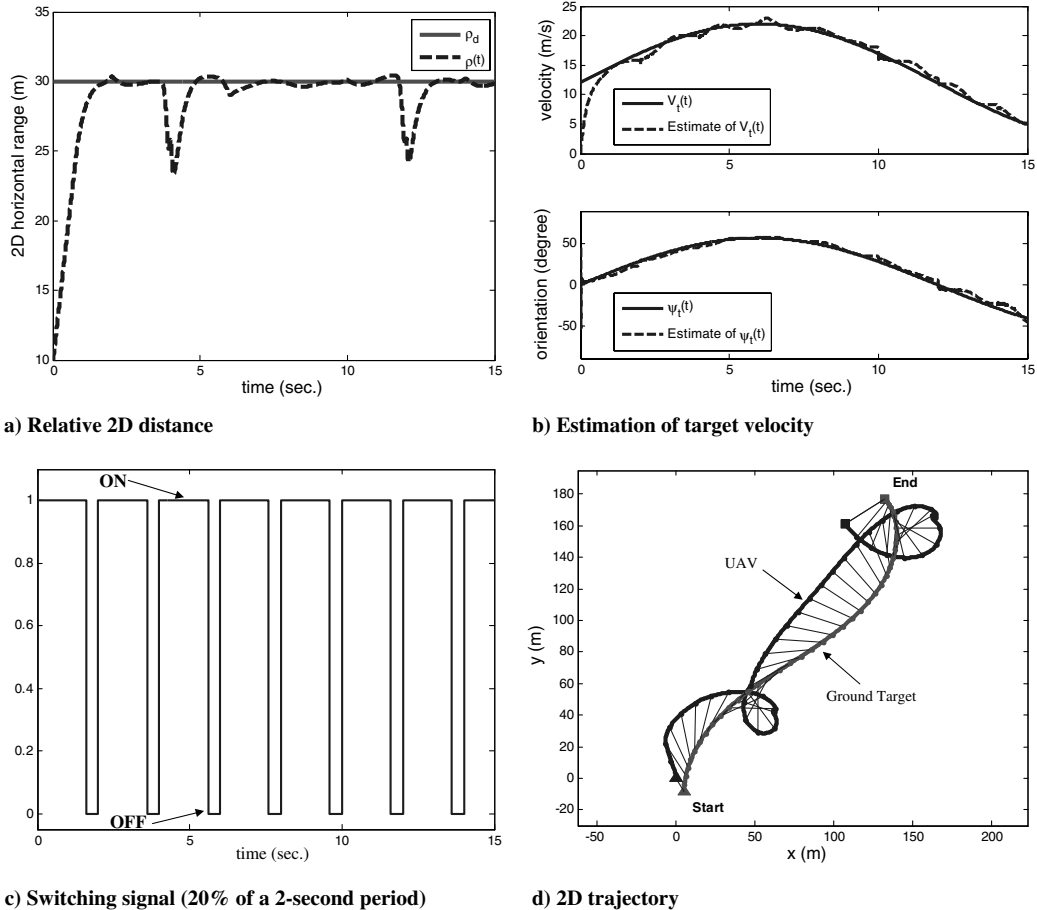 35
30
25
20
15
10
0
5
10
15
2D horizontal range (m)
time (sec.)
ρd
ρ(t)
a) Relative 2D distance
25
20
15
10
5
0
0
5
10
15
velocity (m/s)
Vt(t)
Estimate of Vt(t)
50
0
-50
0
5
10
15
orientation (degree)
time (sec.)
ψt(t)
Estimate of ψt(t)
b) Estimation of target velocity
1
0.8
0.6
0.4
0.2
0
0
5
10
15
time (sec.)
ON
OFF
c) Switching signal (20% of a 2-second period)
180
160
140
120
100
80
60
40
20
0
-20
-50
0
50
100
150
200
y (m)
x (m)
End
UAV
Ground Target
Start
d) 2D trajectory